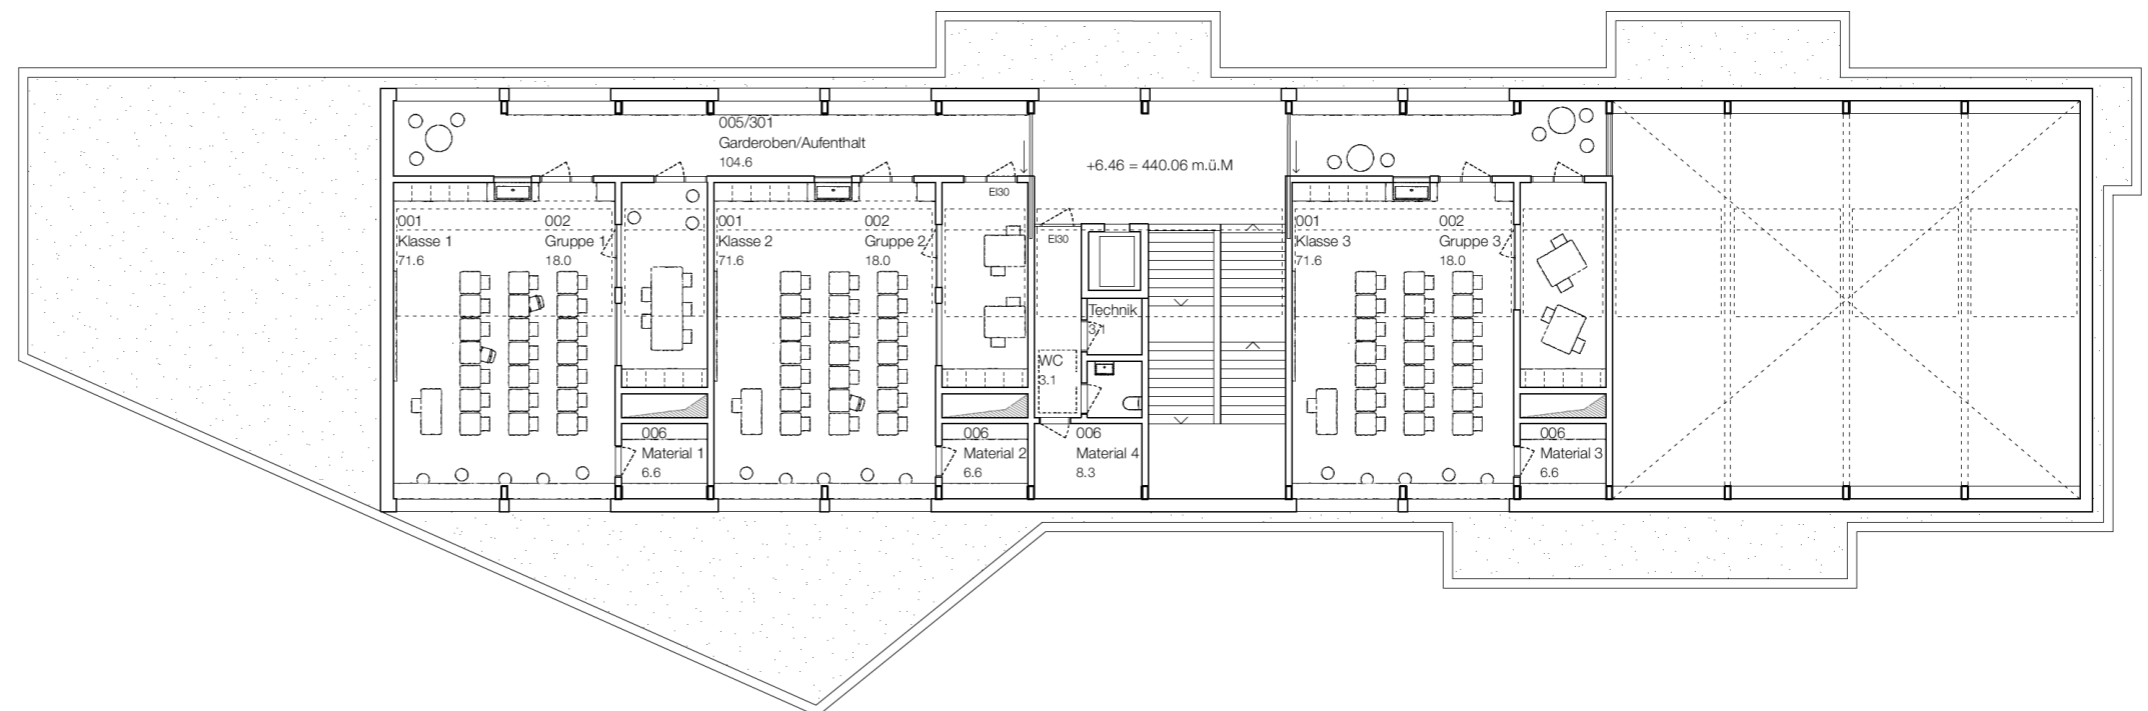 005/301
Garderoben/Aufenthalt
104.6
+6.46 = 440.06 m.ü.M
EI30
EI30
001
Klasse 1
71.6
002
Gruppe 1
18.0
001
Klasse 2
71.6
002
Gruppe 2
18.0
001
Klasse 3
71.6
002
Gruppe 3
18.0
Technik
3.1
WC
3.1
006
Material 1
6.6
006
Material 2
6.6
006
Material 4
8.3
006
Material 3
6.6